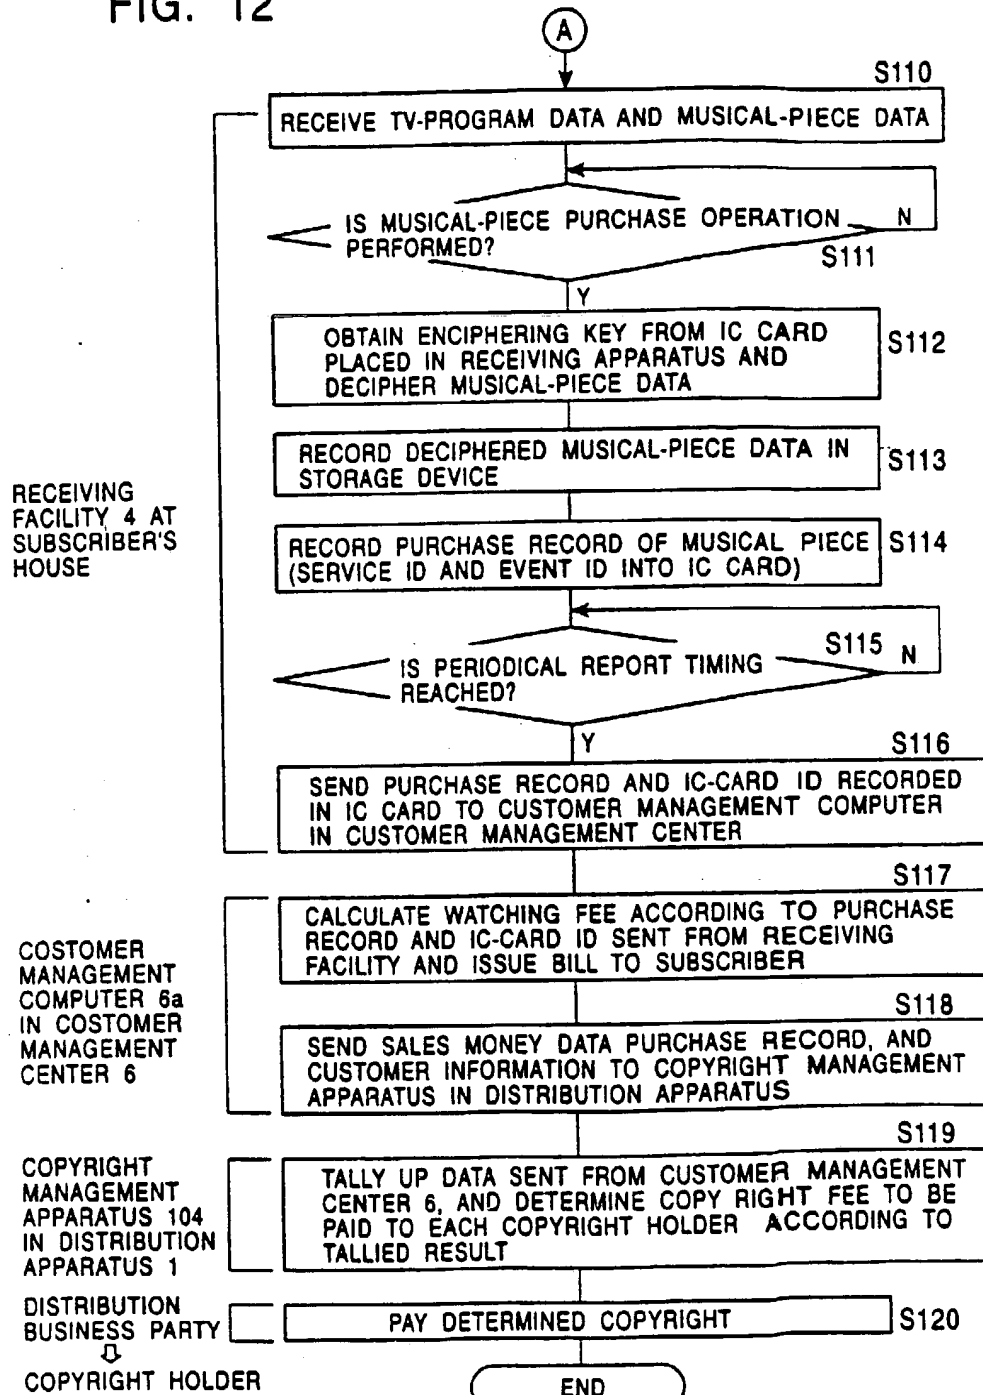 FIG. 12
A
S110
RECEIVE TV-PROGRAM DATA AND MUSICAL-PIECE DATA
IS MUSICAL-PIECE PURCHASE OPERATION
PERFORMED?
N
S111
Y
OBTAIN ENCIPHERING KEY FROM IC CARD
PLACED IN RECEIVING APPARATUS AND
DECIPHER MUSICAL-PIECE DATA
S112
RECORD DECIPHERED MUSICAL-PIECE DATA IN
STORAGE DEVICE
S113
RECEIVING
FACILITY 4 AT
SUBSCRIBER'S
HOUSE
RECORD PURCHASE RECORD OF MUSICAL PIECE
(SERVICE ID AND EVENT ID INTO IC CARD)
S114
S115
IS PERIODICAL REPORT TIMING
REACHED?
N
Y
S116
SEND PURCHASE RECORD AND IC-CARD ID RECORDED
IN IC CARD TO CUSTOMER MANAGEMENT COMPUTER
IN CUSTOMER MANAGEMENT CENTER
S117
CALCULATE WATCHING FEE ACCORDING TO PURCHASE
RECORD AND IC-CARD ID SENT FROM RECEIVING
FACILITY AND ISSUE BILL TO SUBSCRIBER
COSTOMER
MANAGEMENT
COMPUTER 6a
IN COSTOMER
MANAGEMENT
CENTER 6
S118
SEND SALES MONEY DATA PURCHASE RECORD, AND
CUSTOMER INFORMATION TO COPYRIGHT MANAGEMENT
APPARATUS IN DISTRIBUTION APPARATUS
S119
COPYRIGHT
MANAGEMENT
APPARATUS 104
IN DISTRIBUTION
APPARATUS 1
TALLY UP DATA SENT FROM CUSTOMER MANAGEMENT
CENTER 6, AND DETERMINE COPY RIGHT FEE TO BE
PAID TO EACH COPYRIGHT HOLDER ACCORDING TO
TALLIED RESULT
DISTRIBUTION
BUSINESS PARTY
COPYRIGHT HOLDER
PAY DETERMINED COPYRIGHT
S120
END